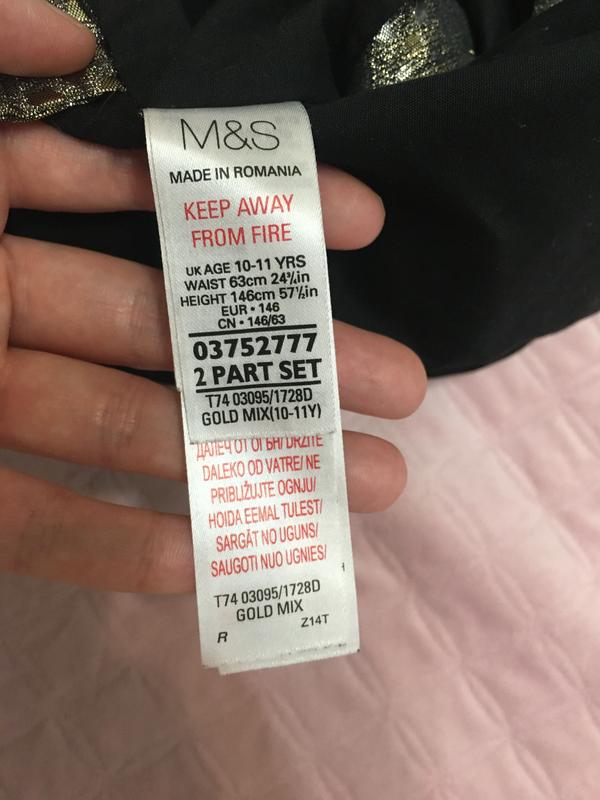 M&S
MADE IN ROMANIA
KEEP AWAY
FROM FIRE
UK AGE 10-11 YRS
WAIST 63cm 24¾in
HEIGHT 146cm 57½in
EUR • 146
CN • 146/63
03752777
2 PART SET
T74 03095/1728D
GOLD MIX(10-11Y)
ДАЛЕЧ ОТ ОГЪН/ DRŽITE
DALEKO OD VATRE/ NE
PRIBLIŽUJTE OGNJU/
HOIDA EEMAL TULEST/
SARGĀT NO UGUNS/
SAUGOTI NUO UGNIES/
T74 03095/1728D
GOLD MIX
R Z14T